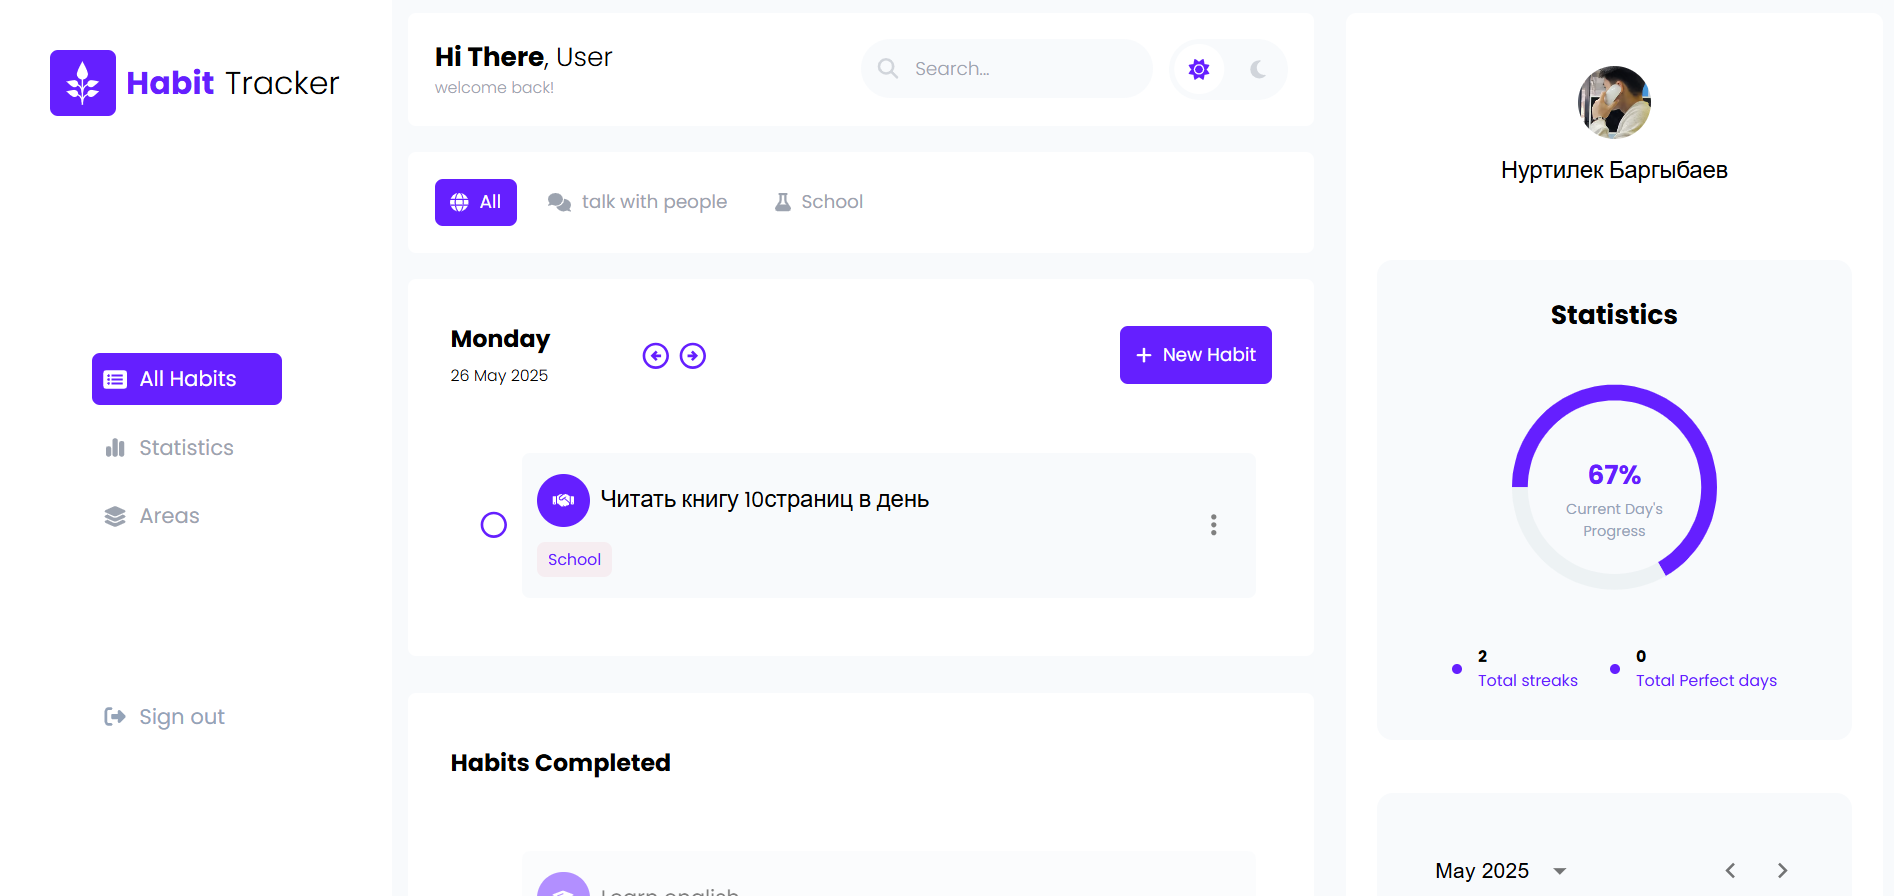 Habit Tracker
All Habits
Statistics
Areas
Sign out
Hi There, User
welcome back!
Search...
All
talk with people
School
Monday
26 May 2025
New Habit
Читать книгу 10страниц в день
School
Habits Completed
Learn english
Нуртилек Баргыбаев
Statistics
67%
Current Day's
Progress
2
Total streaks
0
Total Perfect days
May 2025